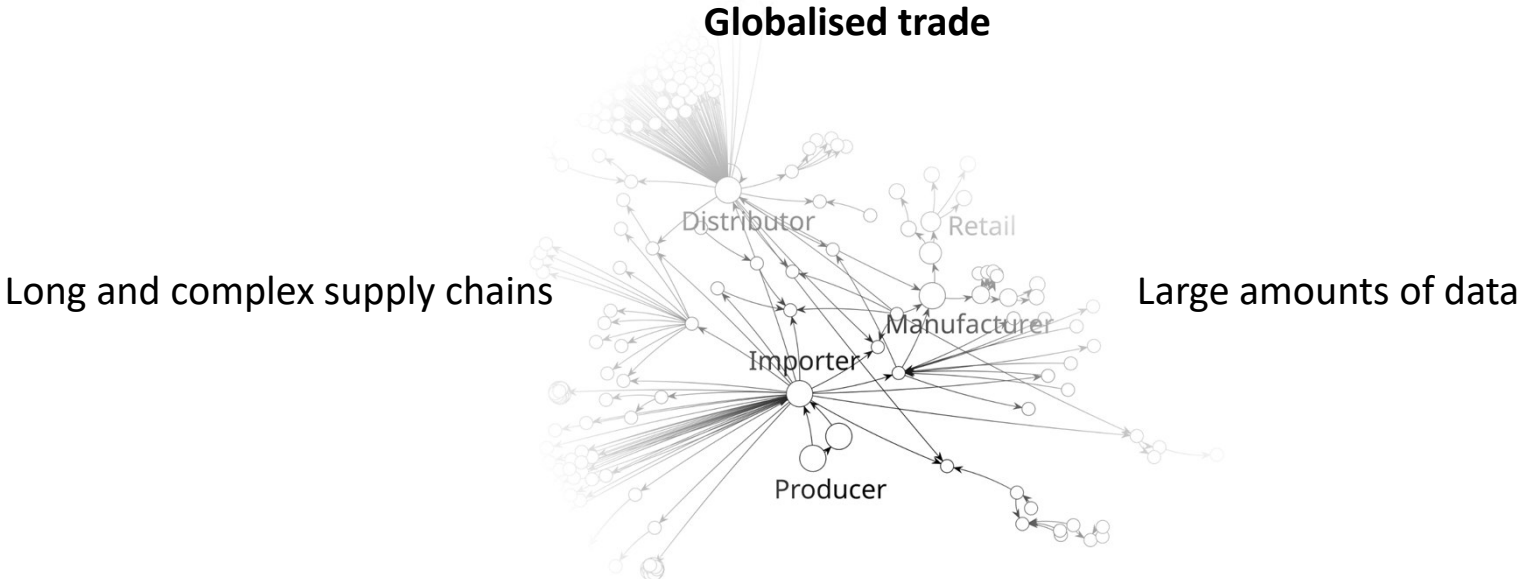 Globalised trade
Distributor
Retail
Long and complex supply chains
Large amounts of data
Manufacturer
Importer
Producer